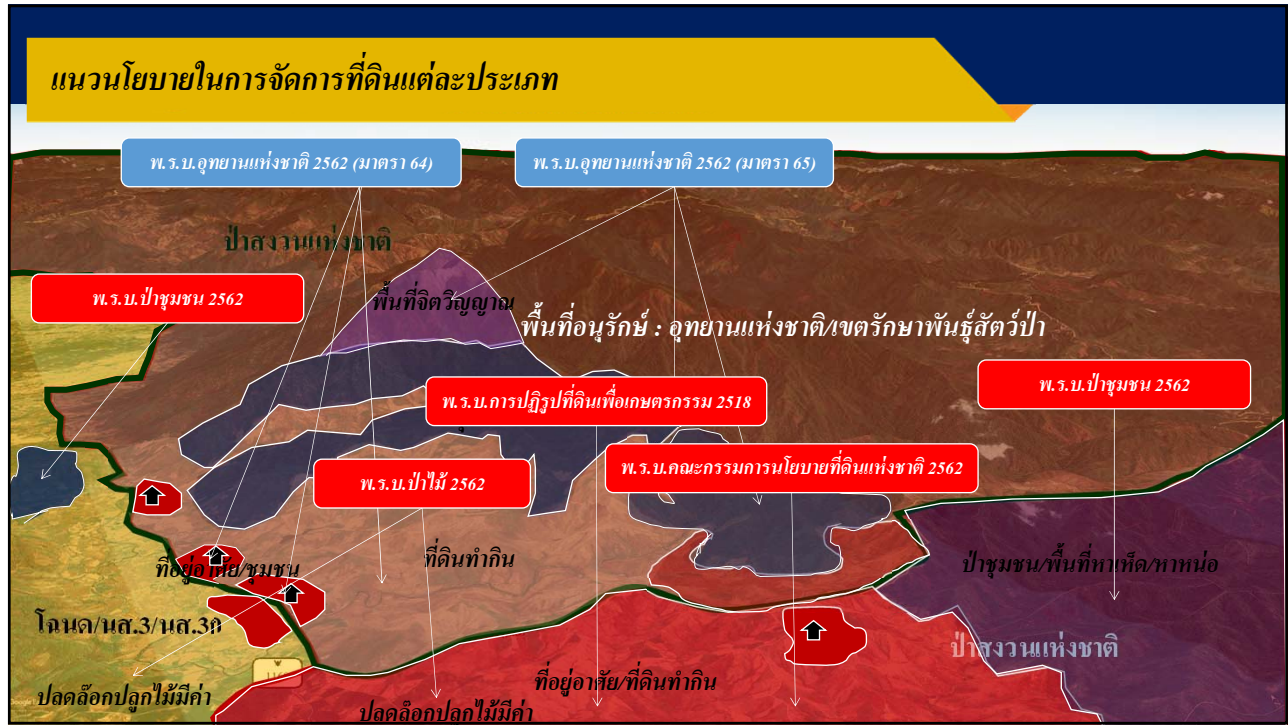 แนวนโยบายในการจัดการที่ดินแต่ละประเภท
พ.ร.บ.อุทยานแห่งชาติ 2562 (มาตรา 64)
พ.ร.บ.อุทยานแห่งชาติ 2562 (มาตรา 65)
ป่าสงวนแห่งชาติ
พ.ร.บ.ป่าชุมชน 2562
พื้นที่จิตวิญญาณ
พื้นที่อนุรักษ์ : อุทยานแห่งชาติ/เขตรักษาพันธุ์สัตว์ป่า
พ.ร.บ.ป่าชุมชน 2562
พ.ร.บ.การปฏิรูปที่ดินเพื่อเกษตรกรรม 2518
พ.ร.บ.คณะกรรมการนโยบายที่ดินแห่งชาติ 2562
พ.ร.บ.ป่าไม้ 2562
ที่ดินทำกิน
ที่อยู่อาศัย/ชุมชน
ป่าชุมชน/พื้นที่หาเห็ด/หาหน่อ
โฉนด/นส.3/นส.3ก
ป่าสงวนแห่งชาติ
ที่อยู่อาศัย/ที่ดินทำกิน
ปลดล๊อกปลูกไม้มีค่า
ปลดล๊อกปลูกไม้มีค่า